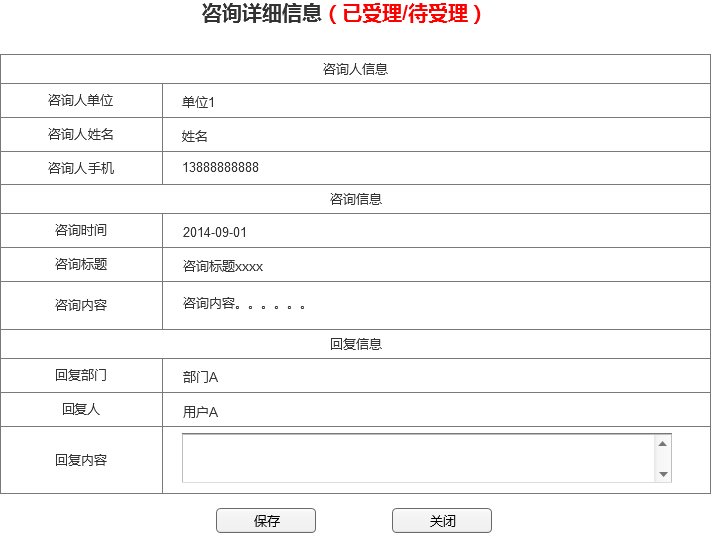 咨询详细信息（已受理/待受理）
咨询人信息
咨询人单位 单位1
咨询人姓名 姓名
咨询人手机 13888888888
咨询信息
咨询时间 2014-09-01
咨询标题 咨询标题xxxx
咨询内容 咨询内容。。。。。。
回复信息
回复部门 部门A
回复人 用户A
回复内容
保存 关闭